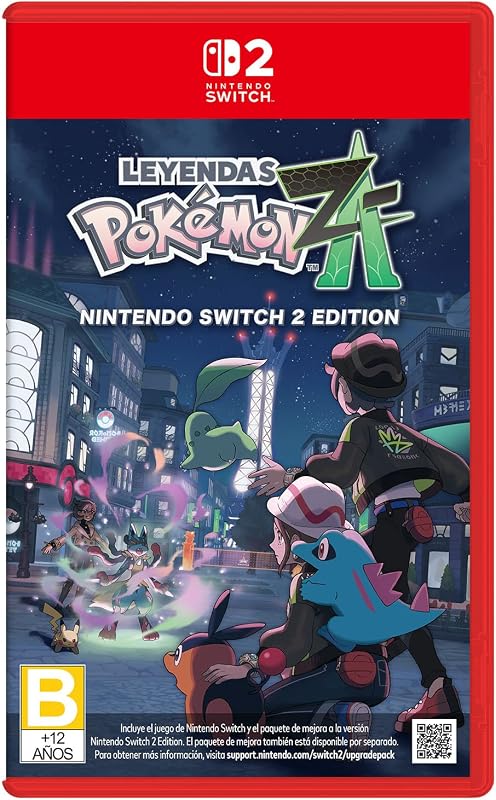 2
NINTENDO
SWITCH™
LEYENDAS
POKÉMON ZA
™
NINTENDO SWITCH 2 EDITION
B
+12
AÑOS
Incluye el juego de Nintendo Switch y el paquete de mejora a la versión
Nintendo Switch 2 Edition. El paquete de mejora también está disponible por separado.
Para obtener más información, visita support.nintendo.com/switch2/upgradepack